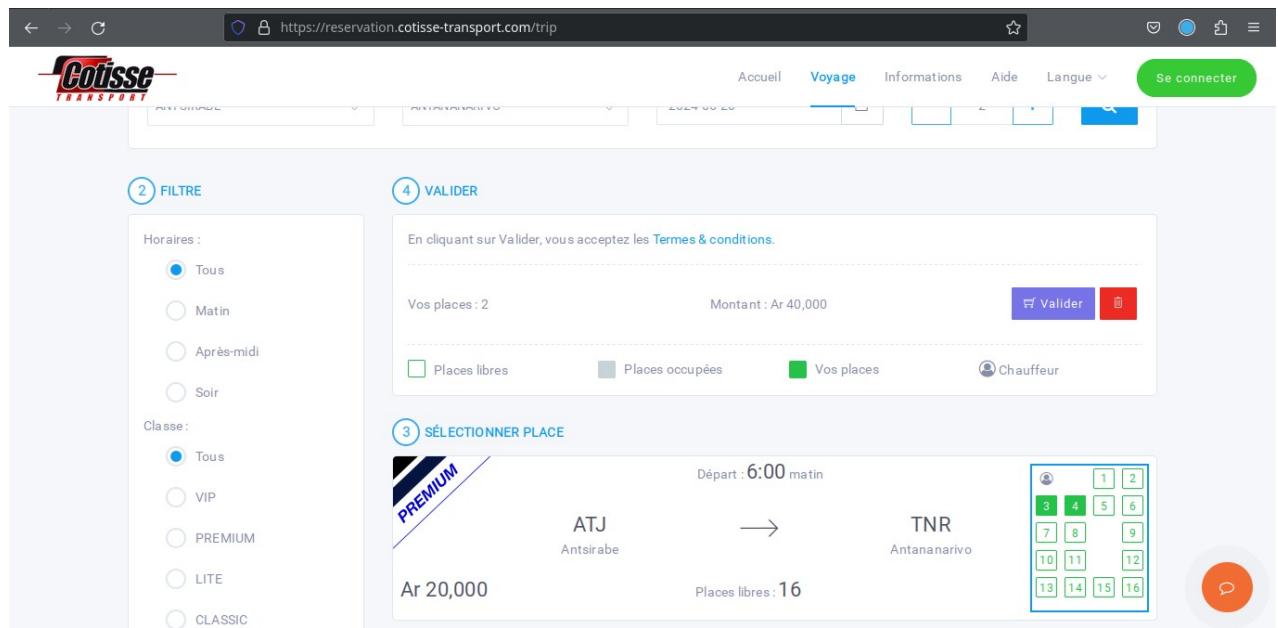 https://reservation.cotisse-transport.com/trip
Cotisse
TRANSPORT
Accueil Voyage Informations Aide Langue Se connecter
2 FILTRE
Horaires :
Tous
Matin
Après-midi
Soir
Classe :
Tous
VIP
PREMIUM
LITE
CLASSIC
4 VALIDER
En cliquant sur Valider, vous acceptez les Termes & conditions.
Vos places : 2 Montant : Ar 40,000 Valider
Places libres Places occupées Vos places Chauffeur
3 SÉLECTIONNER PLACE
PREMIUM
Départ : 6:00 matin
ATJ TNR
Antsirabe Antananarivo
Ar 20,000 Places libres : 16
1 2
3 4 5 6
7 8 9
10 11 12
13 14 15 16